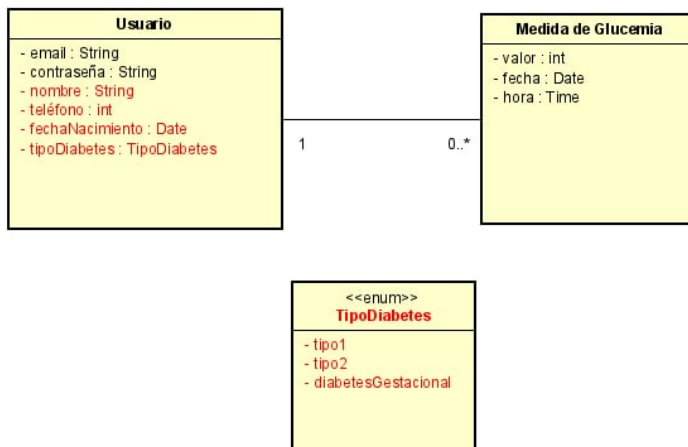 Usuario
- email : String
- contraseña : String
- nombre : String
- teléfono : int
- fechaNacimiento : Date
- tipoDiabetes : TipoDiabetes
1
0..*
Medida de Glucemia
- valor : int
- fecha : Date
- hora : Time
<<enum>>
TipoDiabetes
- tipo1
- tipo2
- diabetesGestacional